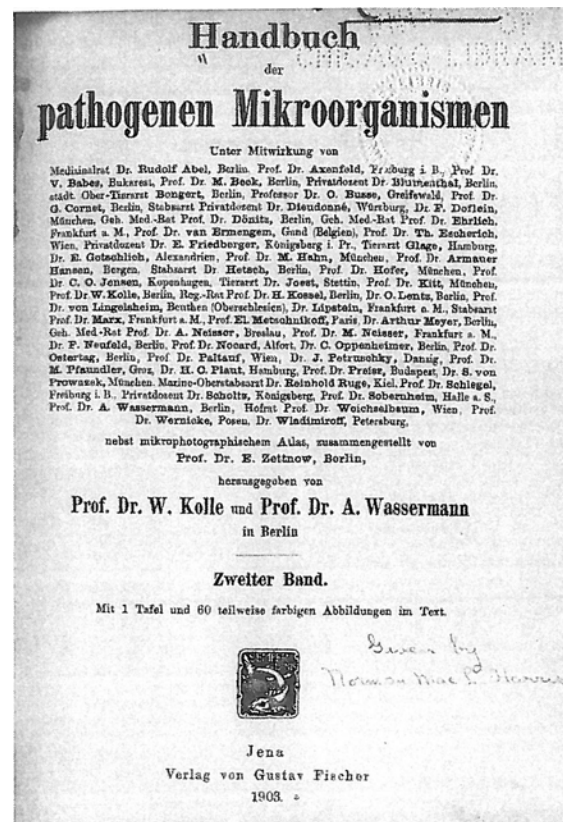 Handbuch
der
CHICAGO LIBRARY
pathogenen Mikroorganismen
Unter Mitwirkung von
Medizinalrat Dr. Rudolf Abel, Berlin, Prof. Dr. Axenfeld, Freiburg i. B., Prof. Dr.
V. Babes, Bukarest, Prof. Dr. M. Beck, Berlin, Privatdozent Dr. Blumenthal, Berlin,
städt. Ober-Tierarzt Bongert, Berlin, Professor Dr. O. Busse, Greifswald, Prof. Dr.
G. Cornet, Berlin, Stabsarzt Privatdozent Dr. Dieudonné, Würzburg, Dr. F. Doflein,
München, Geh. Med.-Rat Prof. Dr. Dönitz, Berlin, Geh. Med.-Rat Prof. Dr. Ehrlich,
Frankfurt a. M., Prof. Dr. van Ermengem, Gand (Belgien), Prof. Dr. Th. Escherich,
Wien, Privatdozent Dr. E. Friedberger, Königsberg i. Pr., Tierarzt Glage, Hamburg,
Dr. E. Gotschlich, Alexandrien, Prof. Dr. M. Hahn, München, Prof. Dr. Armauer
Hansen, Bergen, Stabsarzt Dr. Hetsch, Berlin, Prof. Dr. Hofer, München, Prof.
Dr. C. O. Jensen, Kopenhagen, Tierarzt Dr. Joest, Stettin, Prof. Dr. Kitt, München,
Prof. Dr. W. Kolle, Berlin, Reg.-Rat Prof. Dr. H. Kossel, Berlin, Dr. O. Lentz, Berlin, Prof.
Dr. von Lingelsheim, Beuthen (Oberschlesien), Dr. Lipstein, Frankfurt a. M., Stabsarzt
Prof. Dr. Marx, Frankfurt a. M., Prof. El. Metschnikoff, Paris, Dr. Arthur Meyer, Berlin,
Geh. Med-Rat Prof. Dr. A. Neisser, Breslau, Prof. Dr. M. Neisser, Frankfurt a. M.,
Dr. F. Neufeld, Berlin, Prof. Dr. Nocard, Alfort, Dr. C. Oppenheimer, Berlin, Prof. Dr.
Ostertag, Berlin, Prof. Dr. Paltauf, Wien, Dr. J. Petruschky, Danzig, Prof. Dr.
M. Pfaundler, Graz, Dr. H. C. Plaut, Hamburg, Prof. Dr. Preisz, Budapest, Dr. S. von
Prowazek, München, Marine-Oberstabsarzt Dr. Reinhold Ruge, Kiel, Prof. Dr. Schlegel,
Freiburg i. B., Privatdozent Dr. Scholtz, Königsberg, Prof. Dr. Sobernheim, Halle a. S.,
Prof. Dr. A. Wassermann, Berlin, Hofrat Prof. Dr. Weichselbaum, Wien, Prof.
Dr. Wernicke, Posen, Dr. Wladimiroff, Petersburg,
nebst mikrophotographischem Atlas, zusammengestellt von
Prof. Dr. E. Zettnow, Berlin,
herausgegeben von
Prof. Dr. W. Kolle und Prof. Dr. A. Wassermann
in Berlin
Zweiter Band.
Mit 1 Tafel und 60 teilweise farbigen Abbildungen im Text.
Given by
Norman Mac L. Harris
Jena
Verlag von Gustav Fischer
1903.